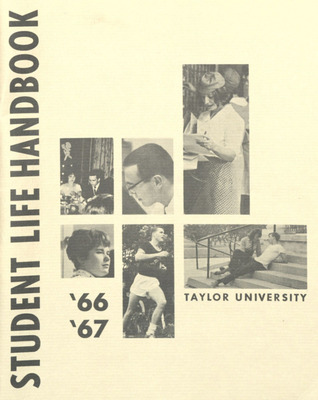 STUDENT LIFE HANDBOOK
'66
'67
TAYLOR UNIVERSITY